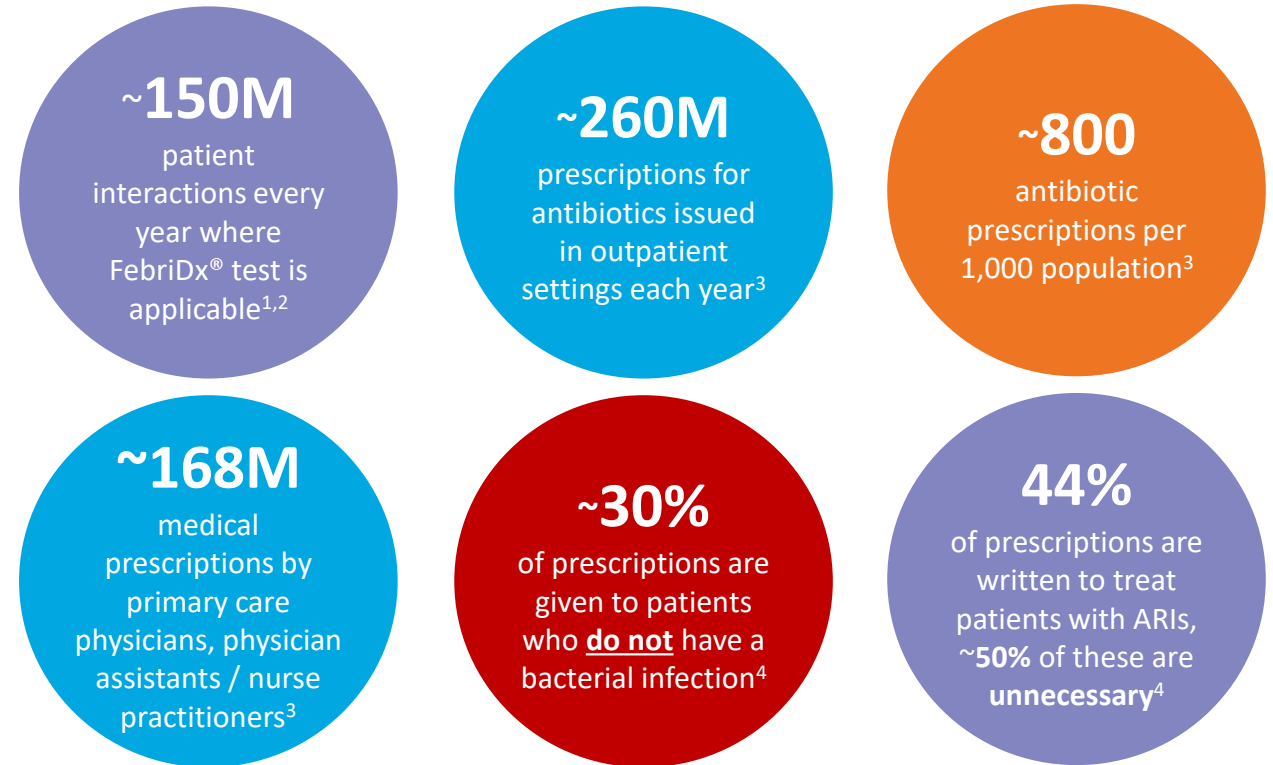 ~150M
patient
interactions every
year where
FebriDx® test is
applicable1,2
~260M
prescriptions for
antibiotics issued
in outpatient
settings each year3
~800
antibiotic
prescriptions per
1,000 population3
~168M
medical
prescriptions by
primary care
physicians, physician
assistants / nurse
practitioners3
~30%
of prescriptions are
given to patients
who do not have a
bacterial infection4
44%
of prescriptions are
written to treat
patients with ARIs,
~50% of these are
unnecessary4